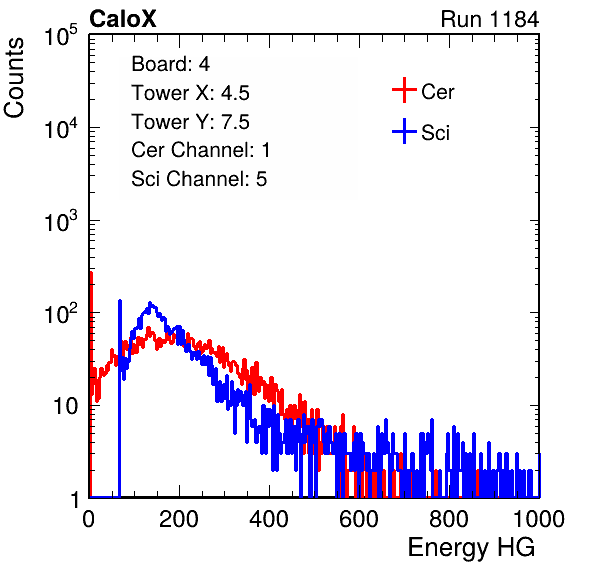 CaloX Run 1184
Counts
10^5
10^4
10^3
10^2
10
1
Board: 4
Tower X: 4.5
Tower Y: 7.5
Cer Channel: 1
Sci Channel: 5
Cer
Sci
0 200 400 600 800 1000
Energy HG